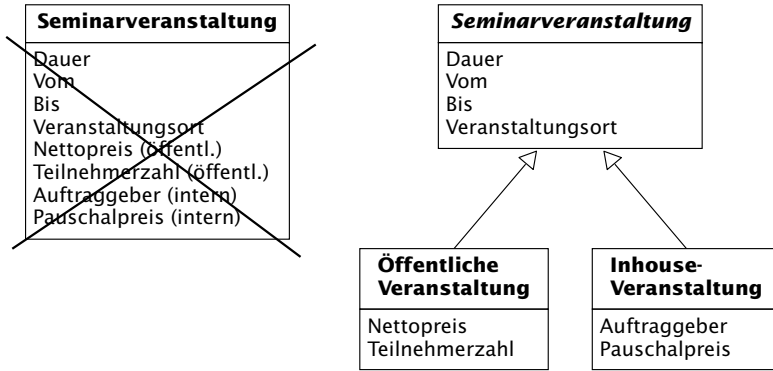 Seminarveranstaltung
Dauer
Vom
Bis
Veranstaltungsort
Nettopreis (öffentl.)
Teilnehmerzahl (öffentl.)
Auftraggeber (intern)
Pauschalpreis (intern)
Seminarveranstaltung
Dauer
Vom
Bis
Veranstaltungsort
Öffentliche
Veranstaltung
Nettopreis
Teilnehmerzahl
Inhouse-
Veranstaltung
Auftraggeber
Pauschalpreis